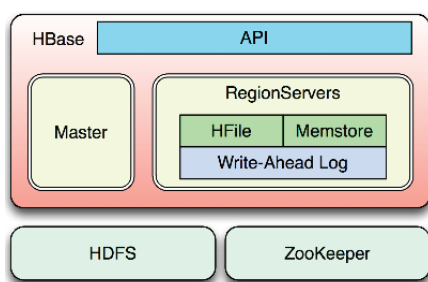 HBase
API
Master
RegionServers
HFile
Memstore
Write-Ahead Log
HDFS
ZooKeeper